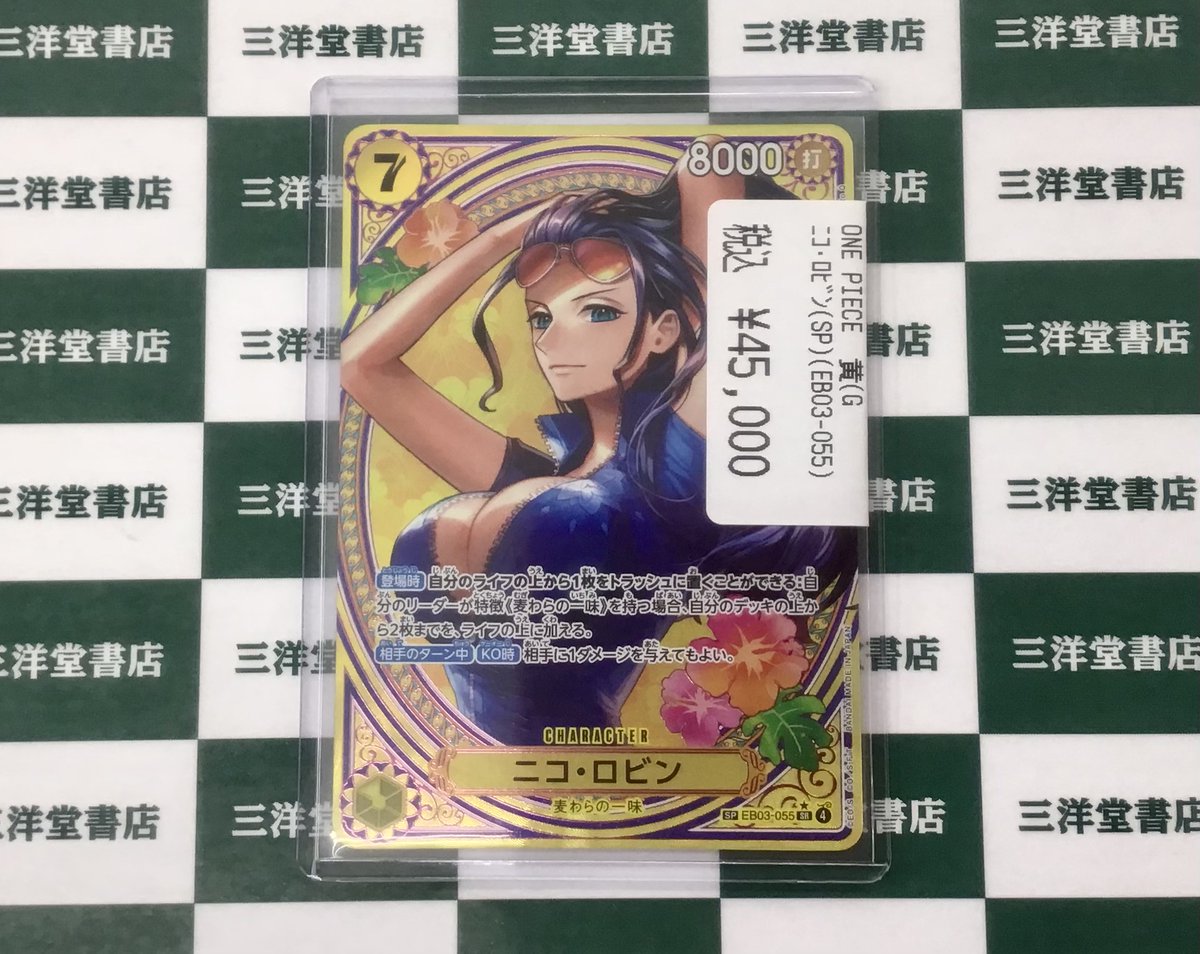 三洋堂書店 三洋堂書店 三洋堂書店 三洋堂書店 三洋堂書店
7
8000 打
三洋堂書店
三洋堂書店
三洋堂書店
ONE PIECE 黄(G
ニコ・ロビン(SP)(EB03-055)
税込 ¥45,000
三洋堂書店
三洋堂書店
三洋堂書店
三洋堂書店
登場時 自分のライフの上から1枚をトラッシュに置くことができる:自
分のリーダーが特徴《麦わらの一味》を持つ場合、自分のデッキの上か
ら2枚までを、ライフの上に加える。
相手のターン中 KO時 相手に1ダメージを与えてもよい。
三洋堂書店
三洋堂書店
CHARACTER
ニコ・ロビン
麦わらの一味
SP EB03-055 SR 4
三洋堂書店
三洋堂書店
三洋堂書店